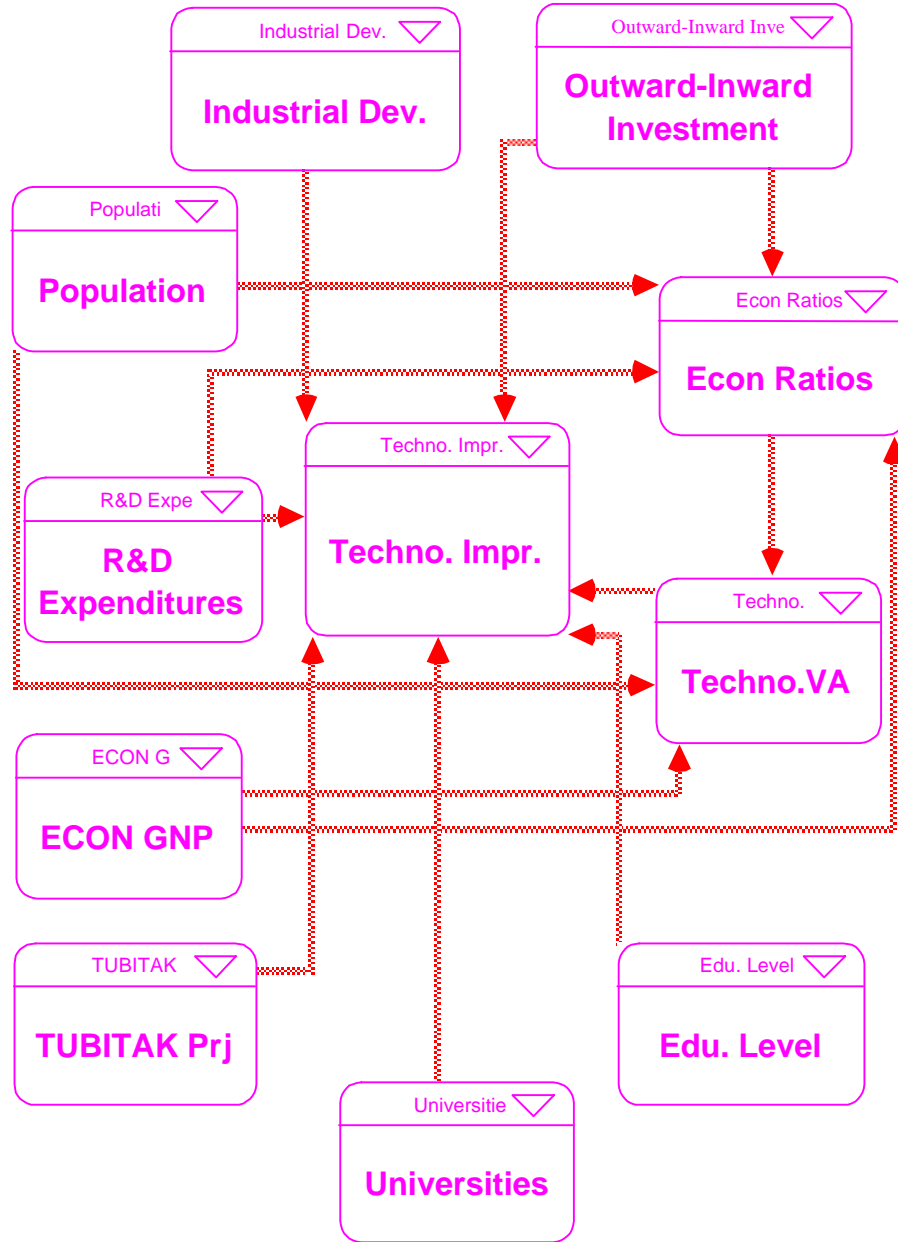 Industrial Dev.
Industrial Dev.
Outward-Inward Inve
Outward-Inward
Investment
Populati
Population
Econ Ratios
Econ Ratios
Techno. Impr.
Techno. Impr.
R&D Expe
R&D
Expenditures
Techno.
Techno.VA
ECON G
ECON GNP
TUBITAK
TUBITAK Prj
Edu. Level
Edu. Level
Universitie
Universities